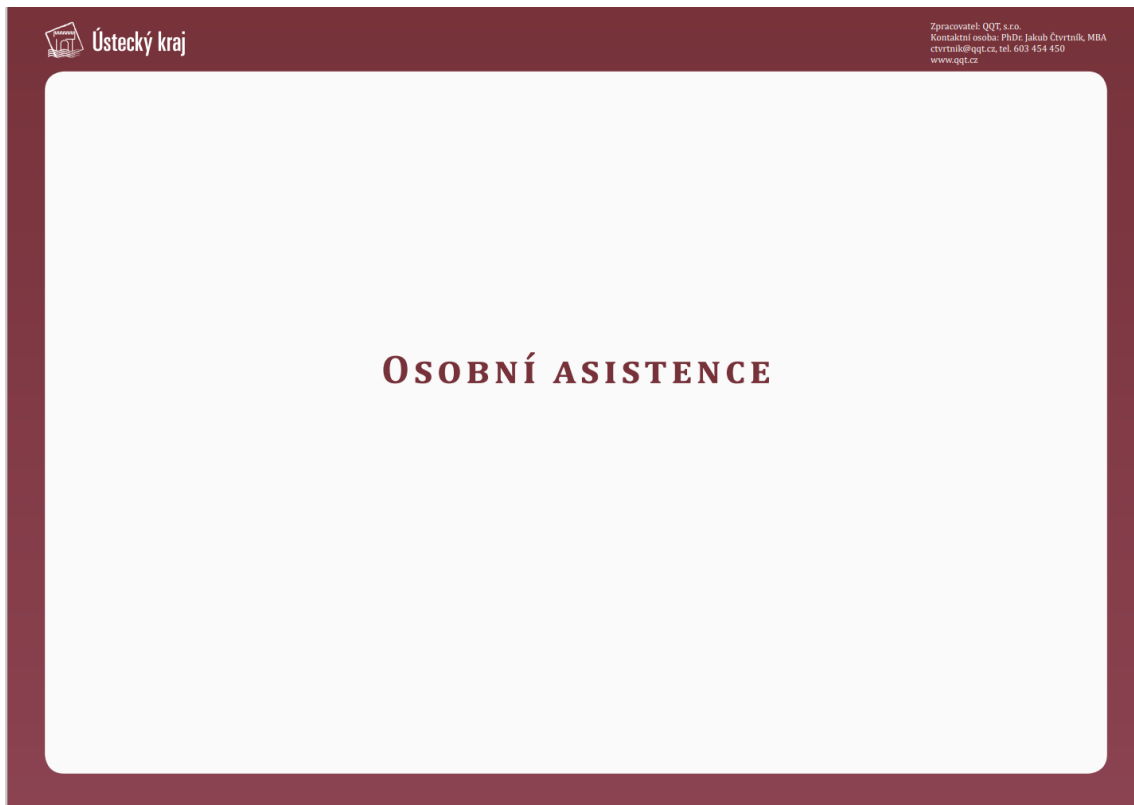 Ústecký kraj
Zpracovatel: QQT, s.r.o.
Kontaktní osoba: PhDr. Jakub Čtvrtník, MBA
ctvrtnik@qqt.cz, tel. 603 454 450
www.qqt.cz
Osobní asistence